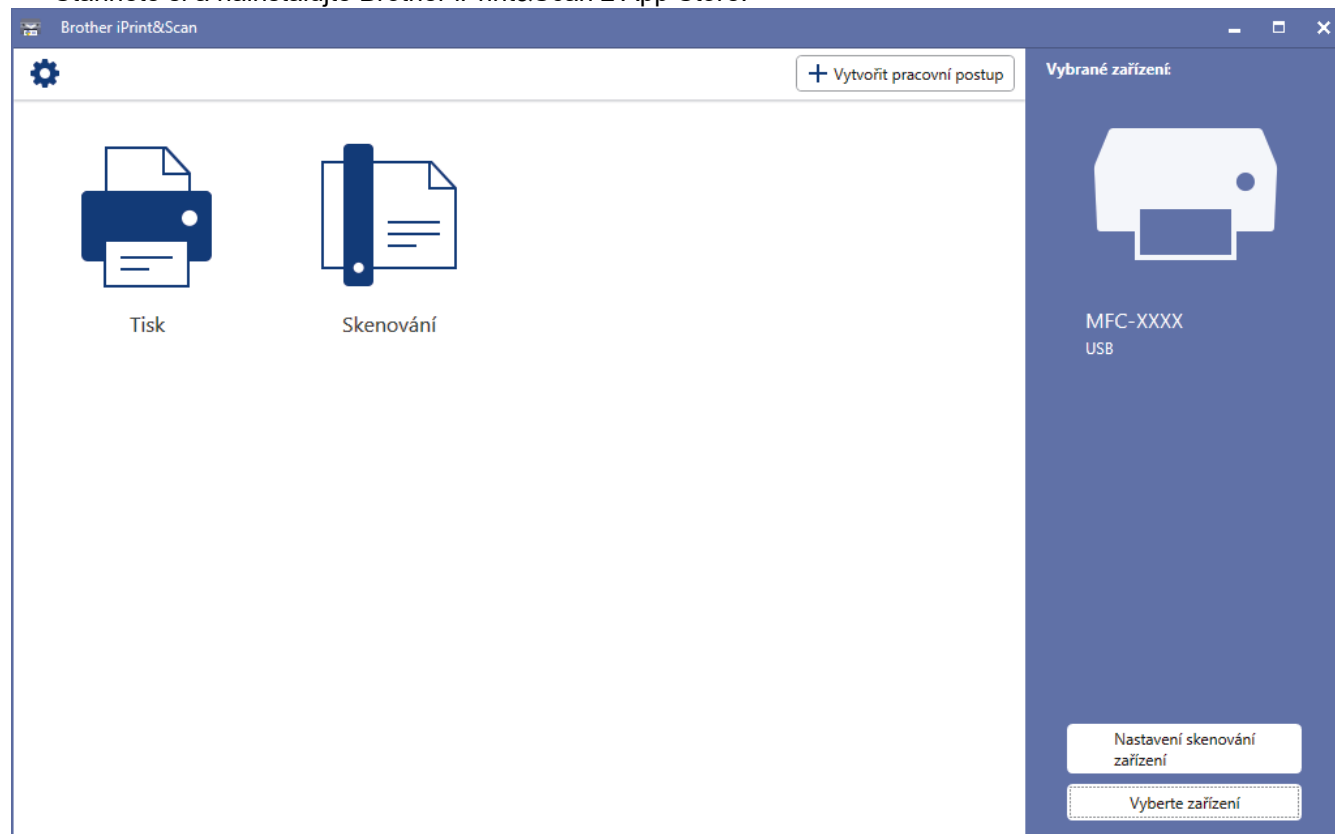 Brother iPrint&Scan
Vytvořit pracovní postup
Vybrané zařízení:
Tisk
Skenování
MFC-XXXX
USB
Nastavení skenování
zařízení
Vyberte zařízení